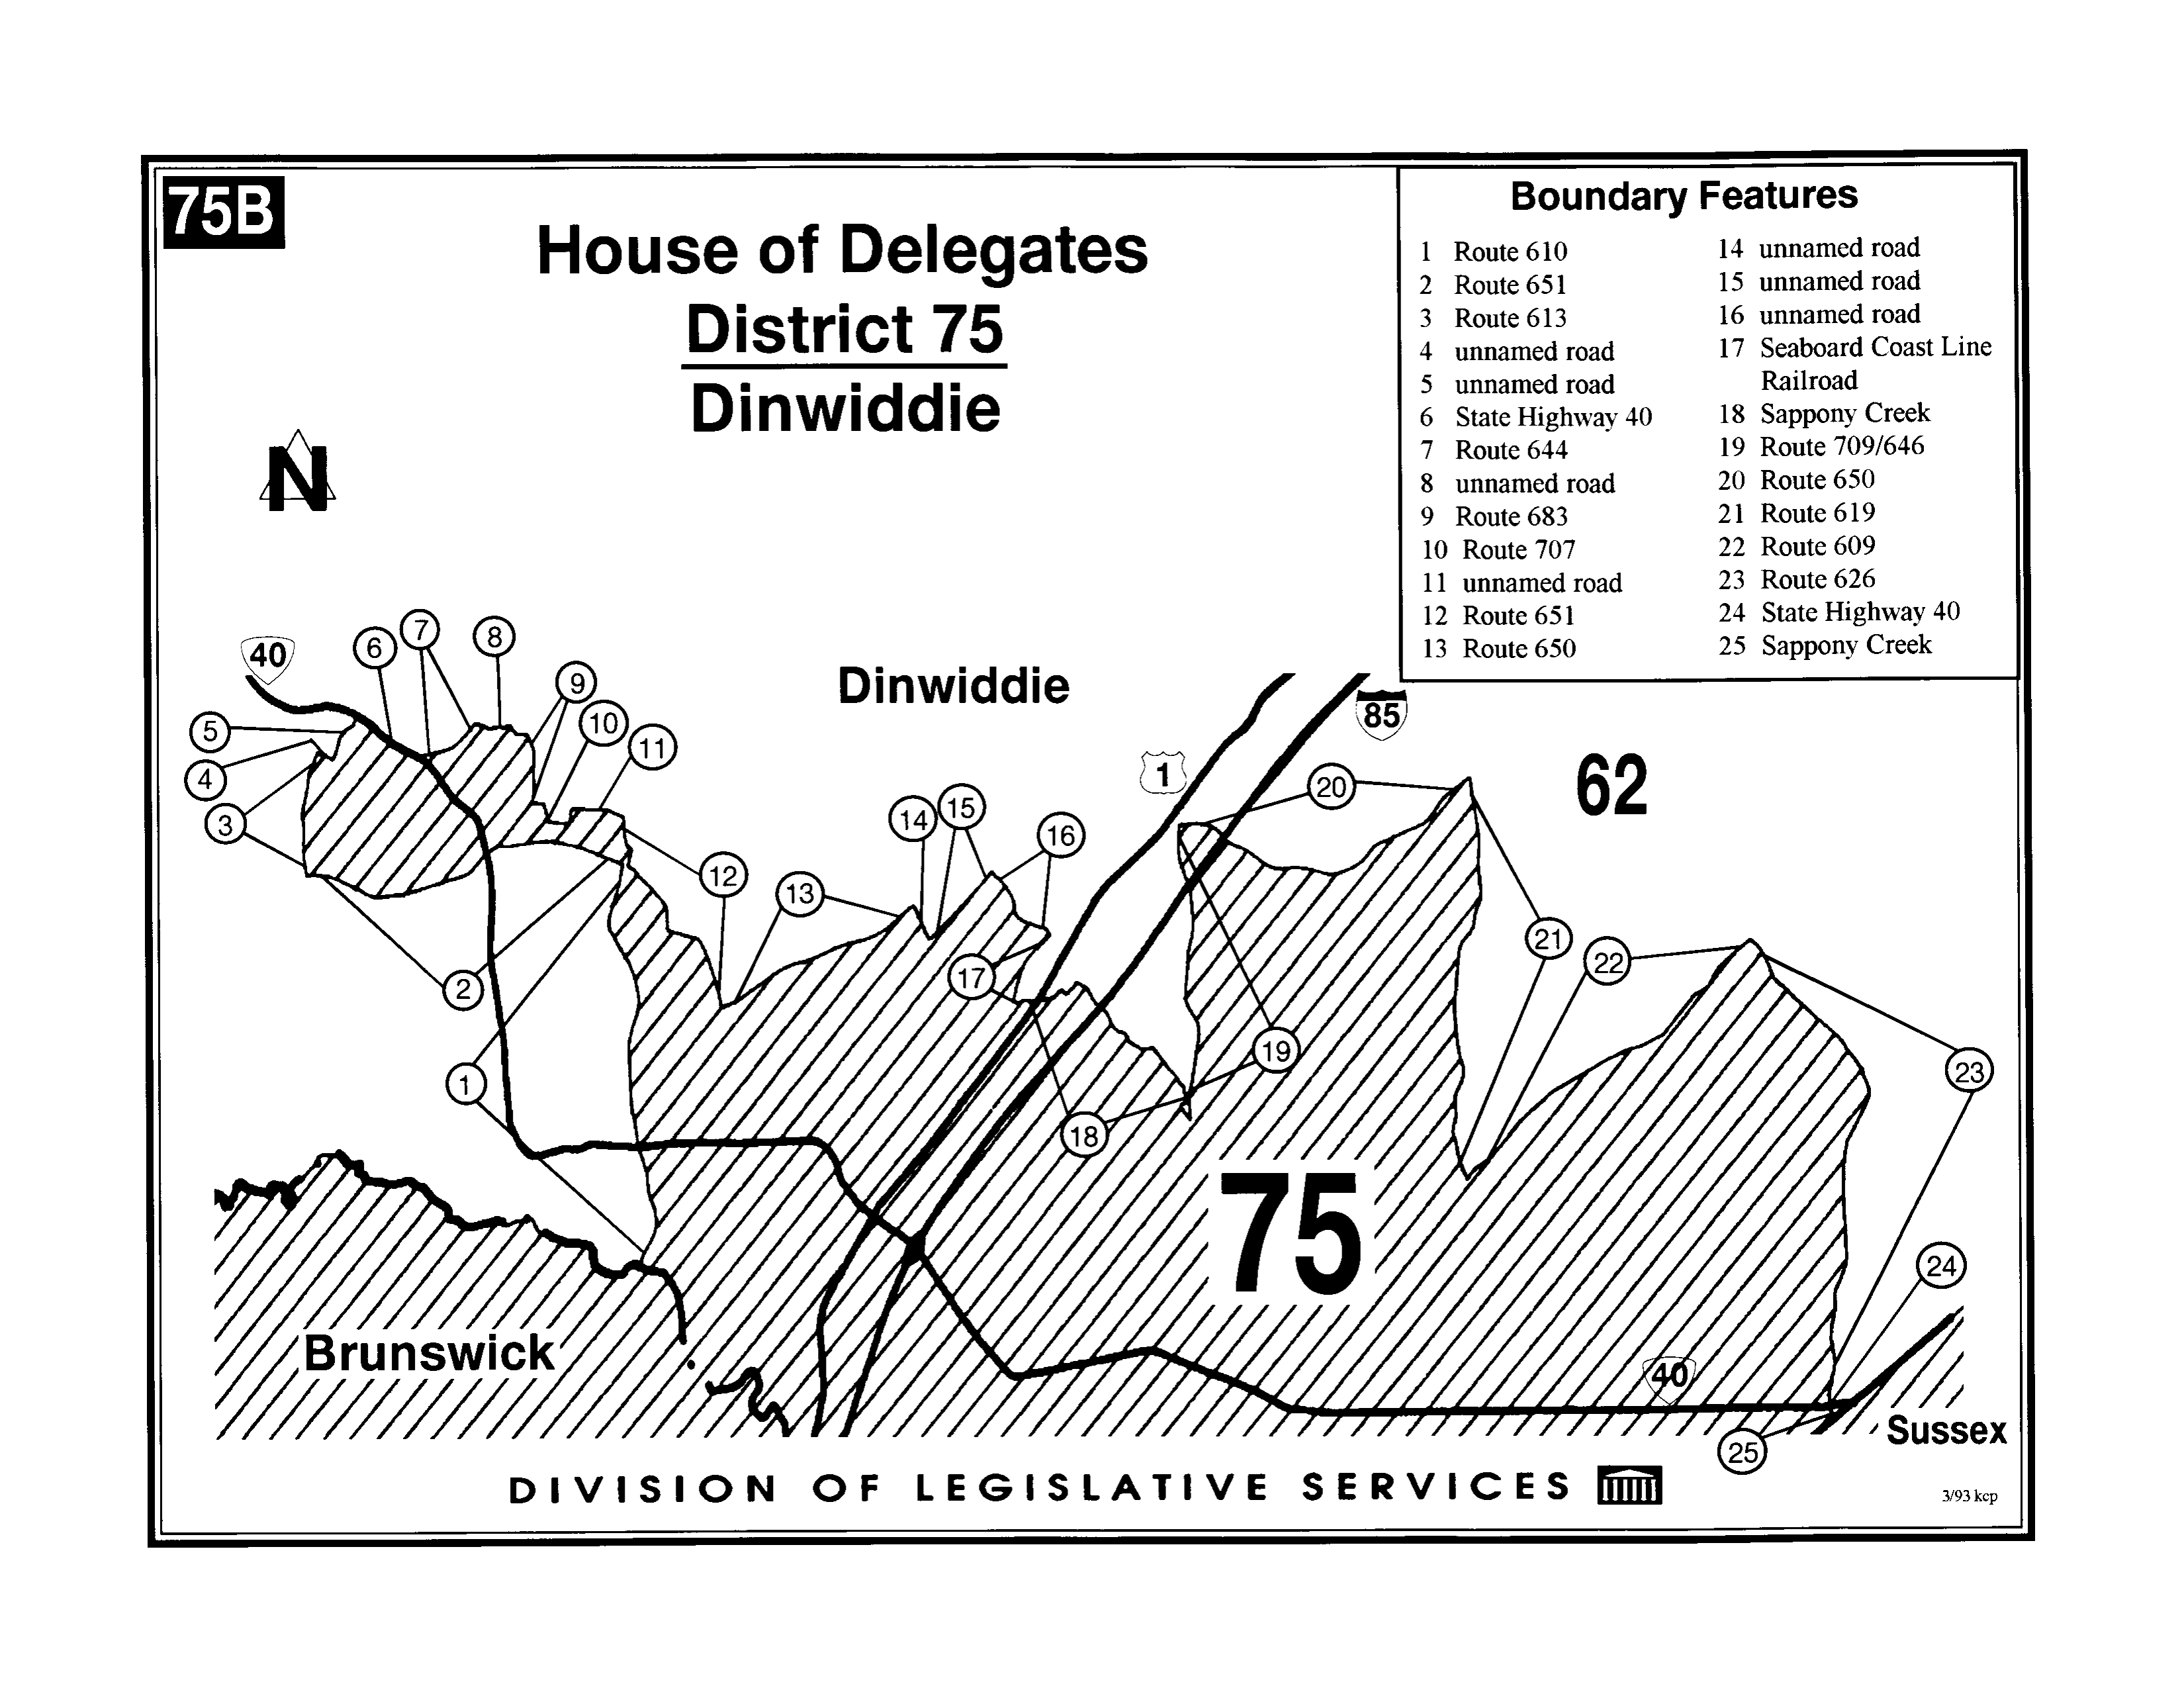 75B
House of Delegates
District 75
Dinwiddie
N
Boundary Features
1 Route 610
2 Route 651
3 Route 613
4 unnamed road
5 unnamed road
6 State Highway 40
7 Route 644
8 unnamed road
9 Route 683
10 Route 707
11 unnamed road
12 Route 651
13 Route 650
14 unnamed road
15 unnamed road
16 unnamed road
17 Seaboard Coast Line
Railroad
18 Sappony Creek
19 Route 709/646
20 Route 650
21 Route 619
22 Route 609
23 Route 626
24 State Highway 40
25 Sappony Creek
40
6
7
8
9
10
11
5
4
3
Dinwiddie
85
1
62
20
14
15
16
12
13
21
22
17
2
19
23
1
18
75
24
Brunswick
40
Sussex
25
DIVISION OF LEGISLATIVE SERVICES
3/93 kcp